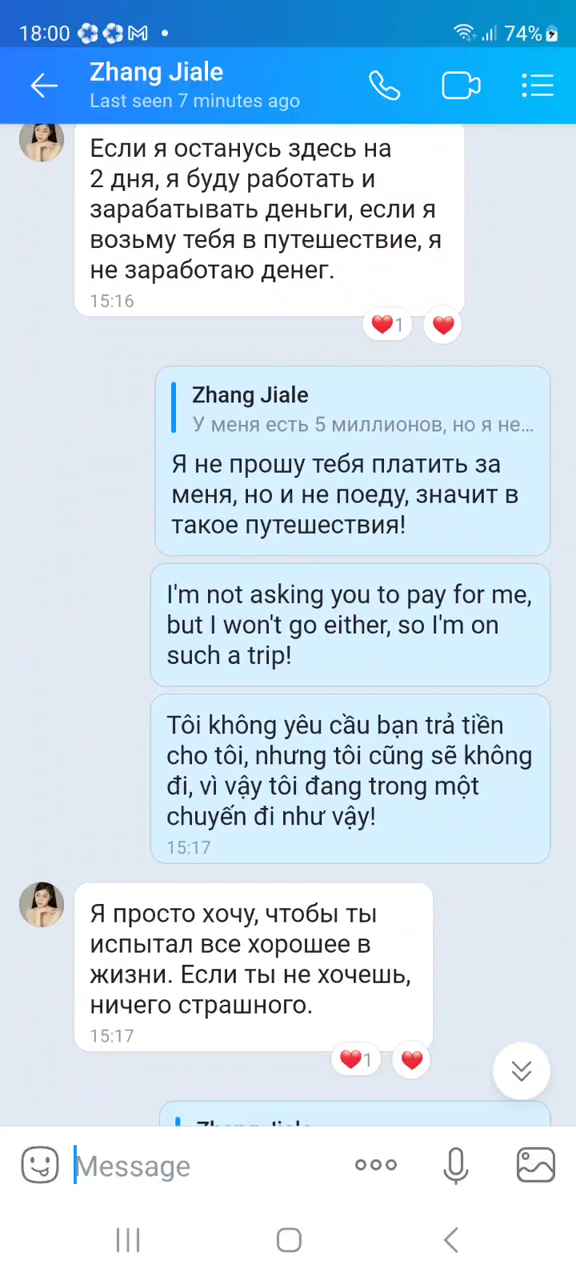 18:00
74%
Zhang Jiale
Last seen 7 minutes ago
Если я останусь здесь на
2 дня, я буду работать и
зарабатывать деньги, если я
возьму тебя в путешествие, я
не заработаю денег.
15:16
1
Zhang Jiale
У меня есть 5 миллионов, но я не...
Я не прошу тебя платить за
меня, но и не поеду, значит в
такое путешествия!
I'm not asking you to pay for me,
but I won't go either, so I'm on
such a trip!
Tôi không yêu cầu bạn trả tiền
cho tôi, nhưng tôi cũng sẽ không
đi, vì vậy tôi đang trong một
chuyến đi như vậy!
15:17
Я просто хочу, чтобы ты
испытал все хорошее в
жизни. Если ты не хочешь,
ничего страшного.
15:17
1
Zhang Jiale
Message